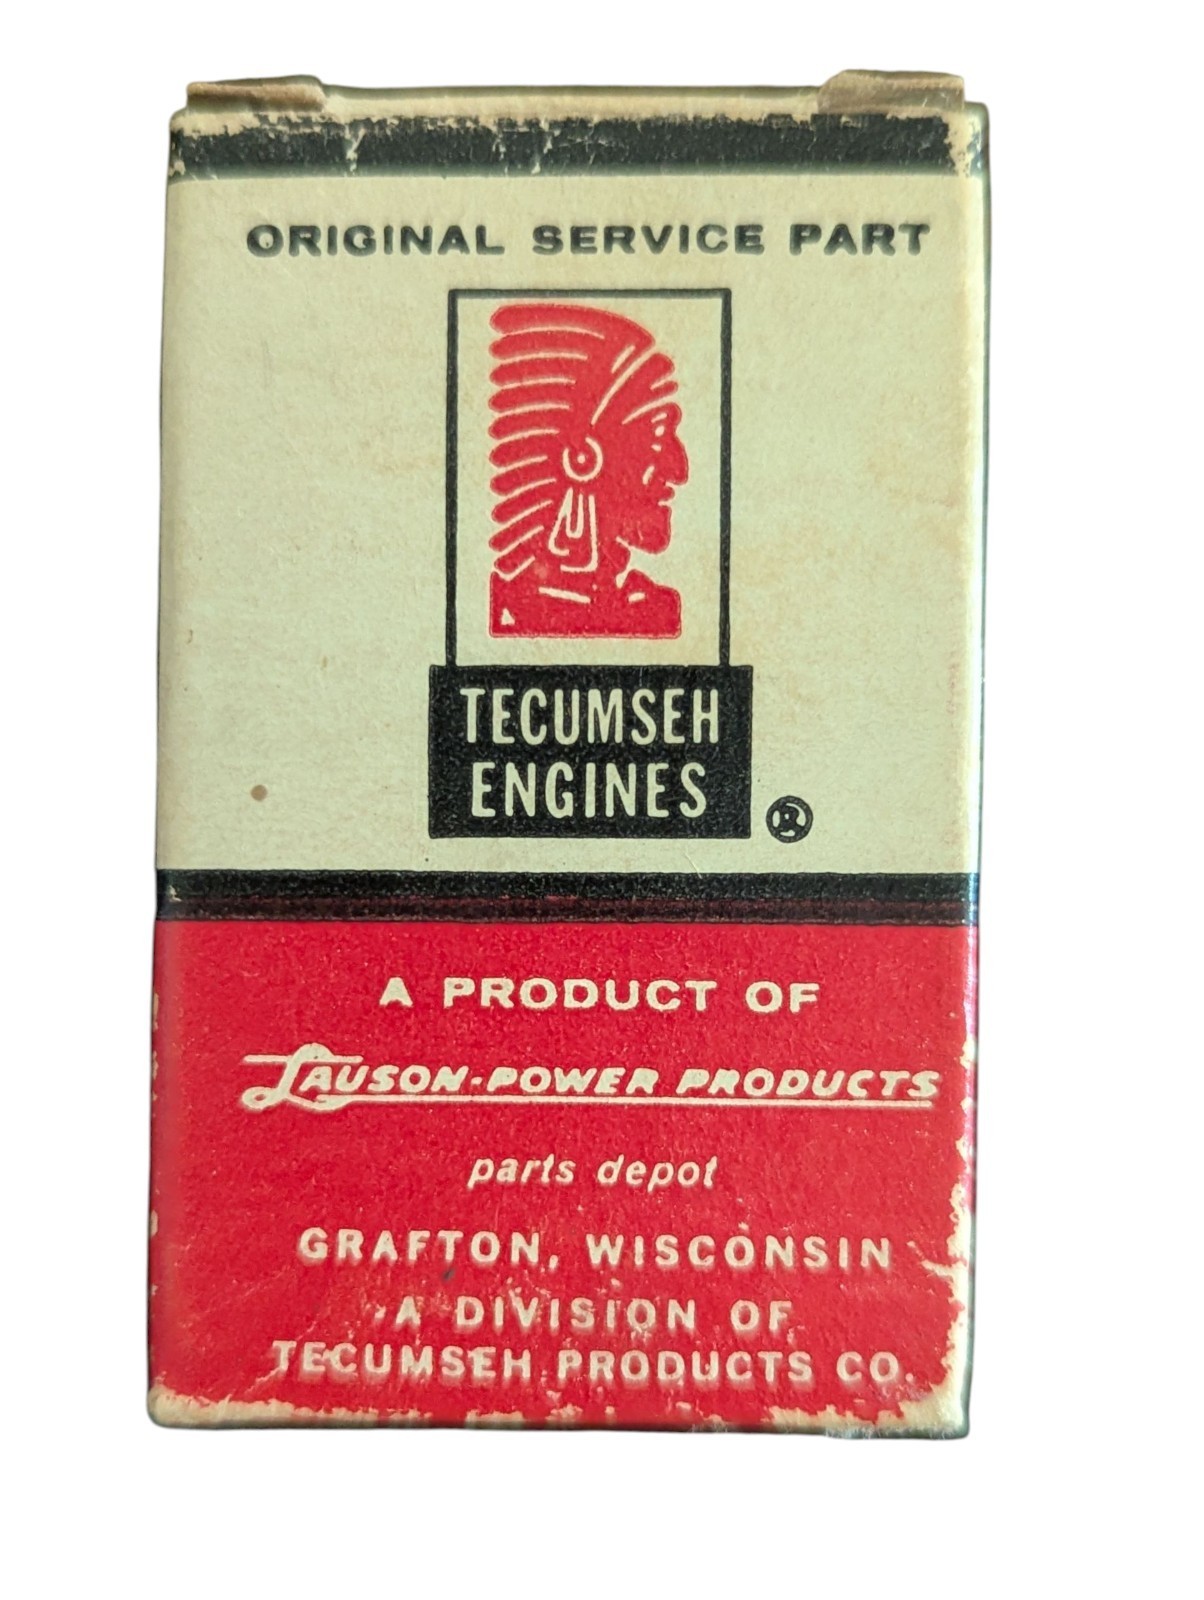 ORIGINAL SERVICE PART
TECUMSEH
ENGINES
®
A PRODUCT OF
LAUSON-POWER PRODUCTS
parts depot
GRAFTON, WISCONSIN
A DIVISION OF
TECUMSEH PRODUCTS CO.